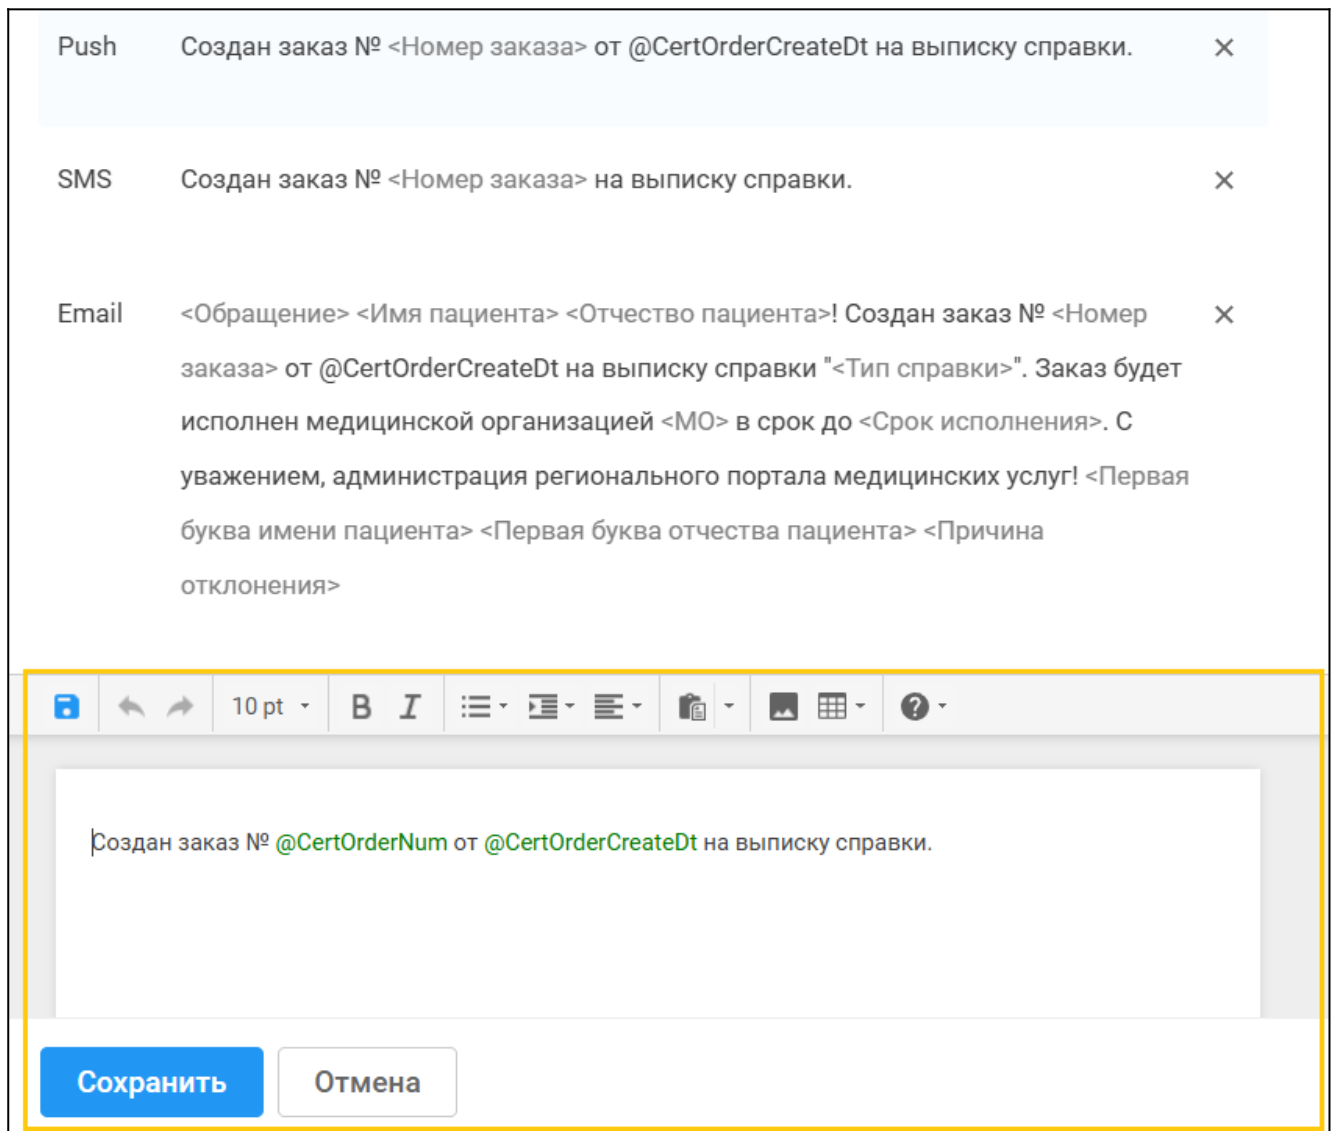 Push Создан заказ № <Номер заказа> от @CertOrderCreateDt на выписку справки.
SMS Создан заказ № <Номер заказа> на выписку справки.
Email <Обращение> <Имя пациента> <Отчество пациента>! Создан заказ № <Номер
заказа> от @CertOrderCreateDt на выписку справки "<Тип справки>". Заказ будет
исполнен медицинской организацией <МО> в срок до <Срок исполнения>. С
уважением, администрация регионального портала медицинских услуг! <Первая
буква имени пациента> <Первая буква отчества пациента> <Причина
отклонения>
10 pt B I
Создан заказ № @CertOrderNum от @CertOrderCreateDt на выписку справки.
Сохранить Отмена